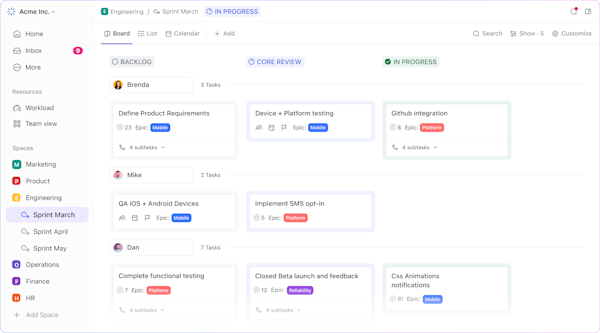 Acme Inc.
Engineering / Sprint March IN PROGRESS
Home
Inbox 9
More
Resources
Workload
Team view
Spaces
M Marketing
P Product
E Engineering
Sprint March
Sprint April
Sprint May
O Operations
F Finance
H HR
+ Add Space
Board List Calendar + Add
Search Show · 5 Customize
BACKLOG CORE REVIEW IN PROGRESS
Brenda 3 Tasks
Define Product Requirements
23 Epic: Mobile
4 subtasks
Device + Platform testing
Epic: Mobile
Github integration
8 Epic: Platform
4 subtasks
Mike 2 Tasks
QA iOS + Android Devices
Epic: Mobile
Implement SMS opt-in
5 Epic: Platform
Dan 7 Tasks
Complete functional testing
7 Epic: Platform
4 subtasks
Closed Beta launch and feedback
12 Epic: Reliability
4 subtasks
Css Animations
notifications
81 Epic: Mobile